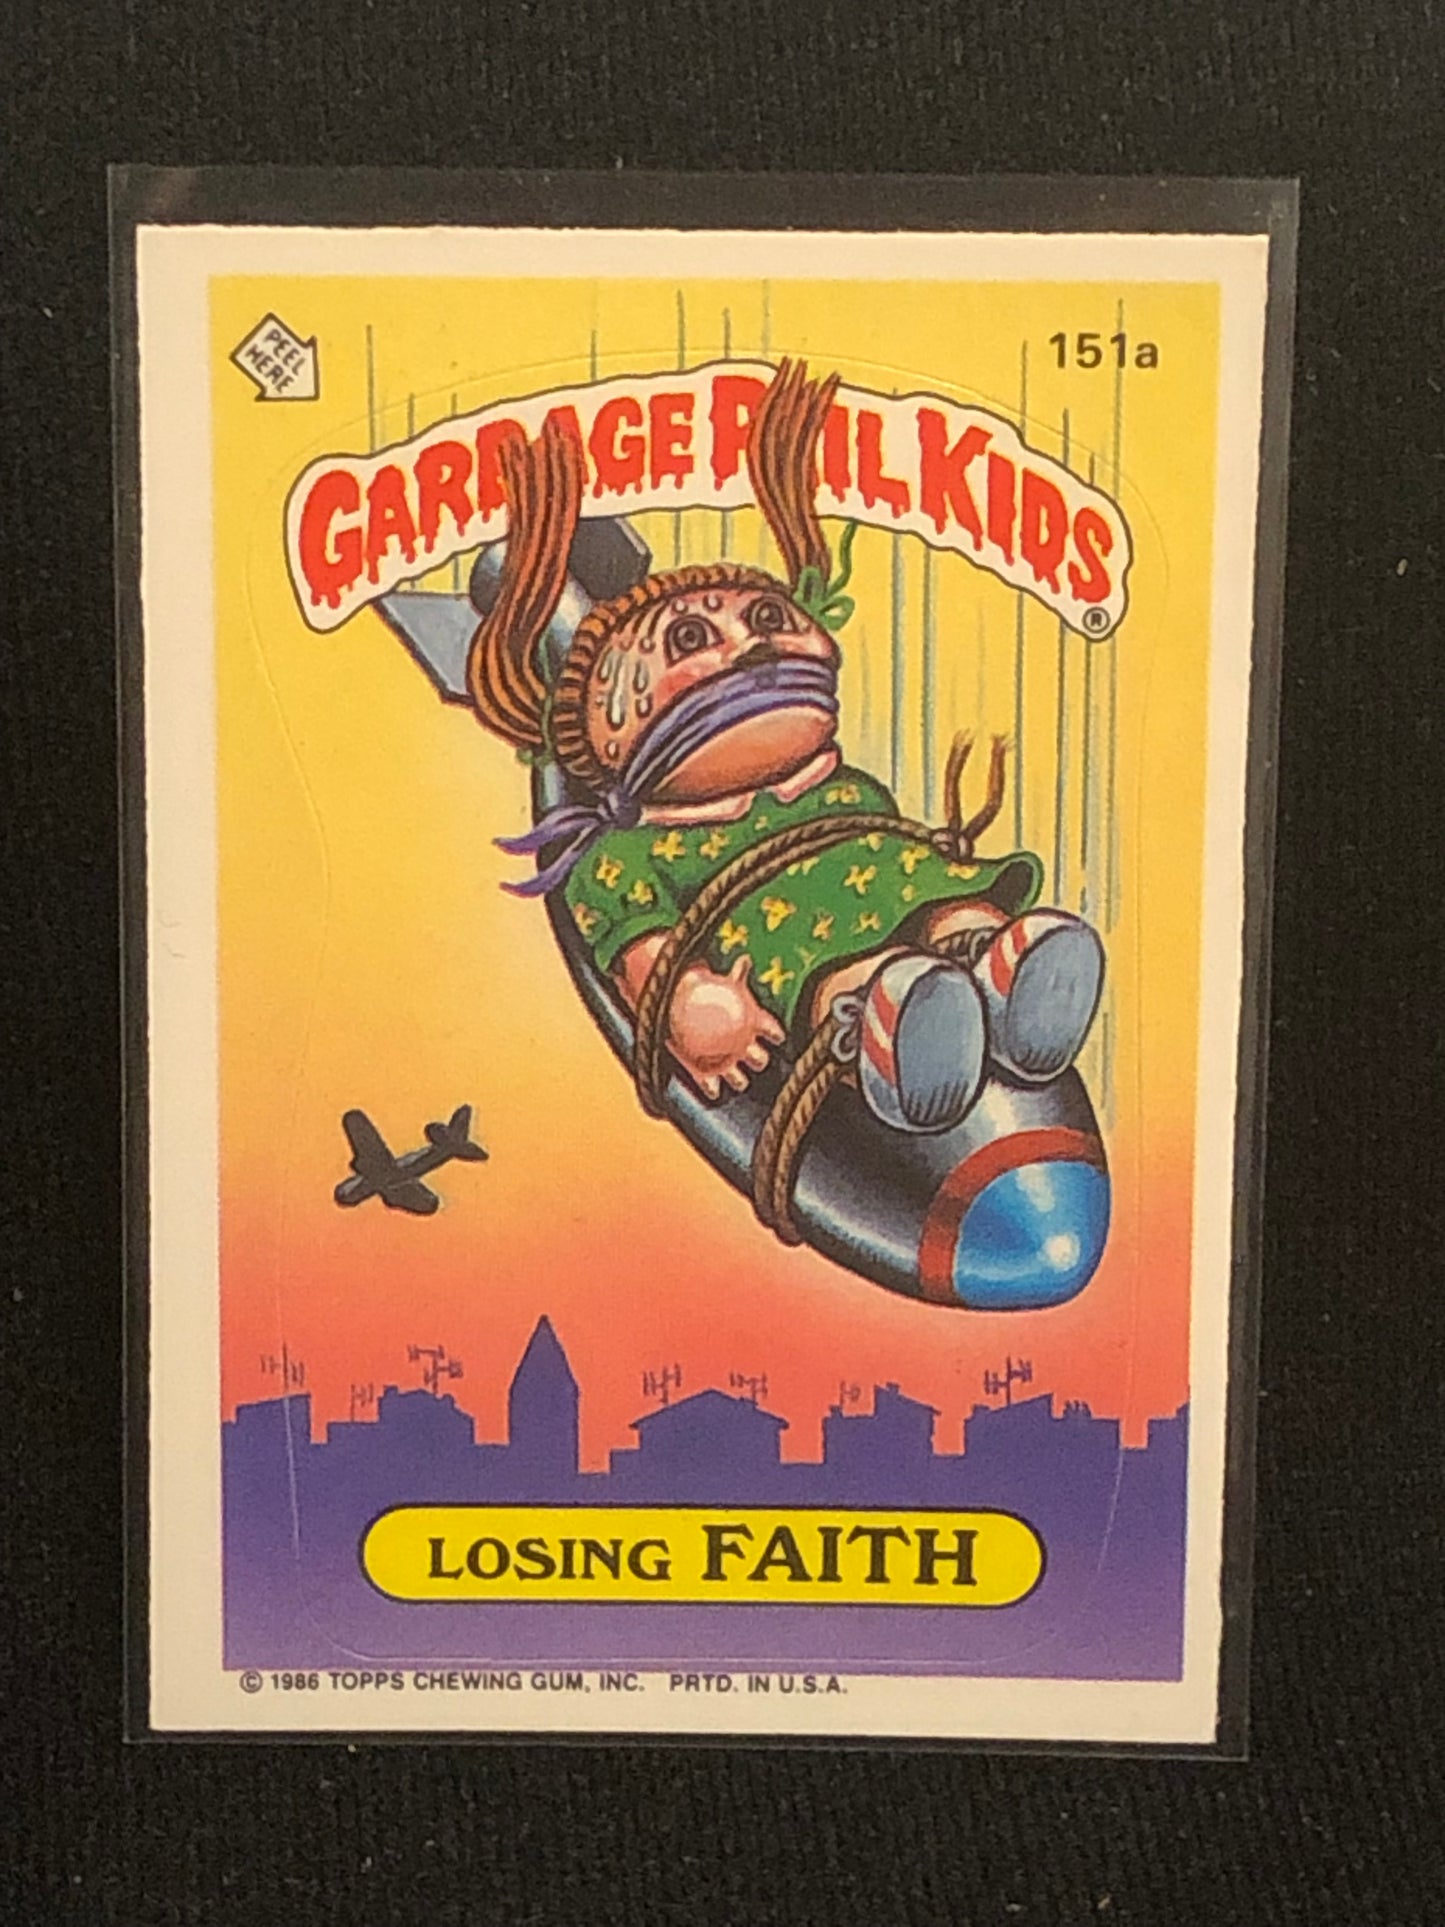 PEEL
HERE
151a
GARBAGE PAIL KIDS
®
LOSING FAITH
© 1986 TOPPS CHEWING GUM, INC. PRTD. IN U.S.A.